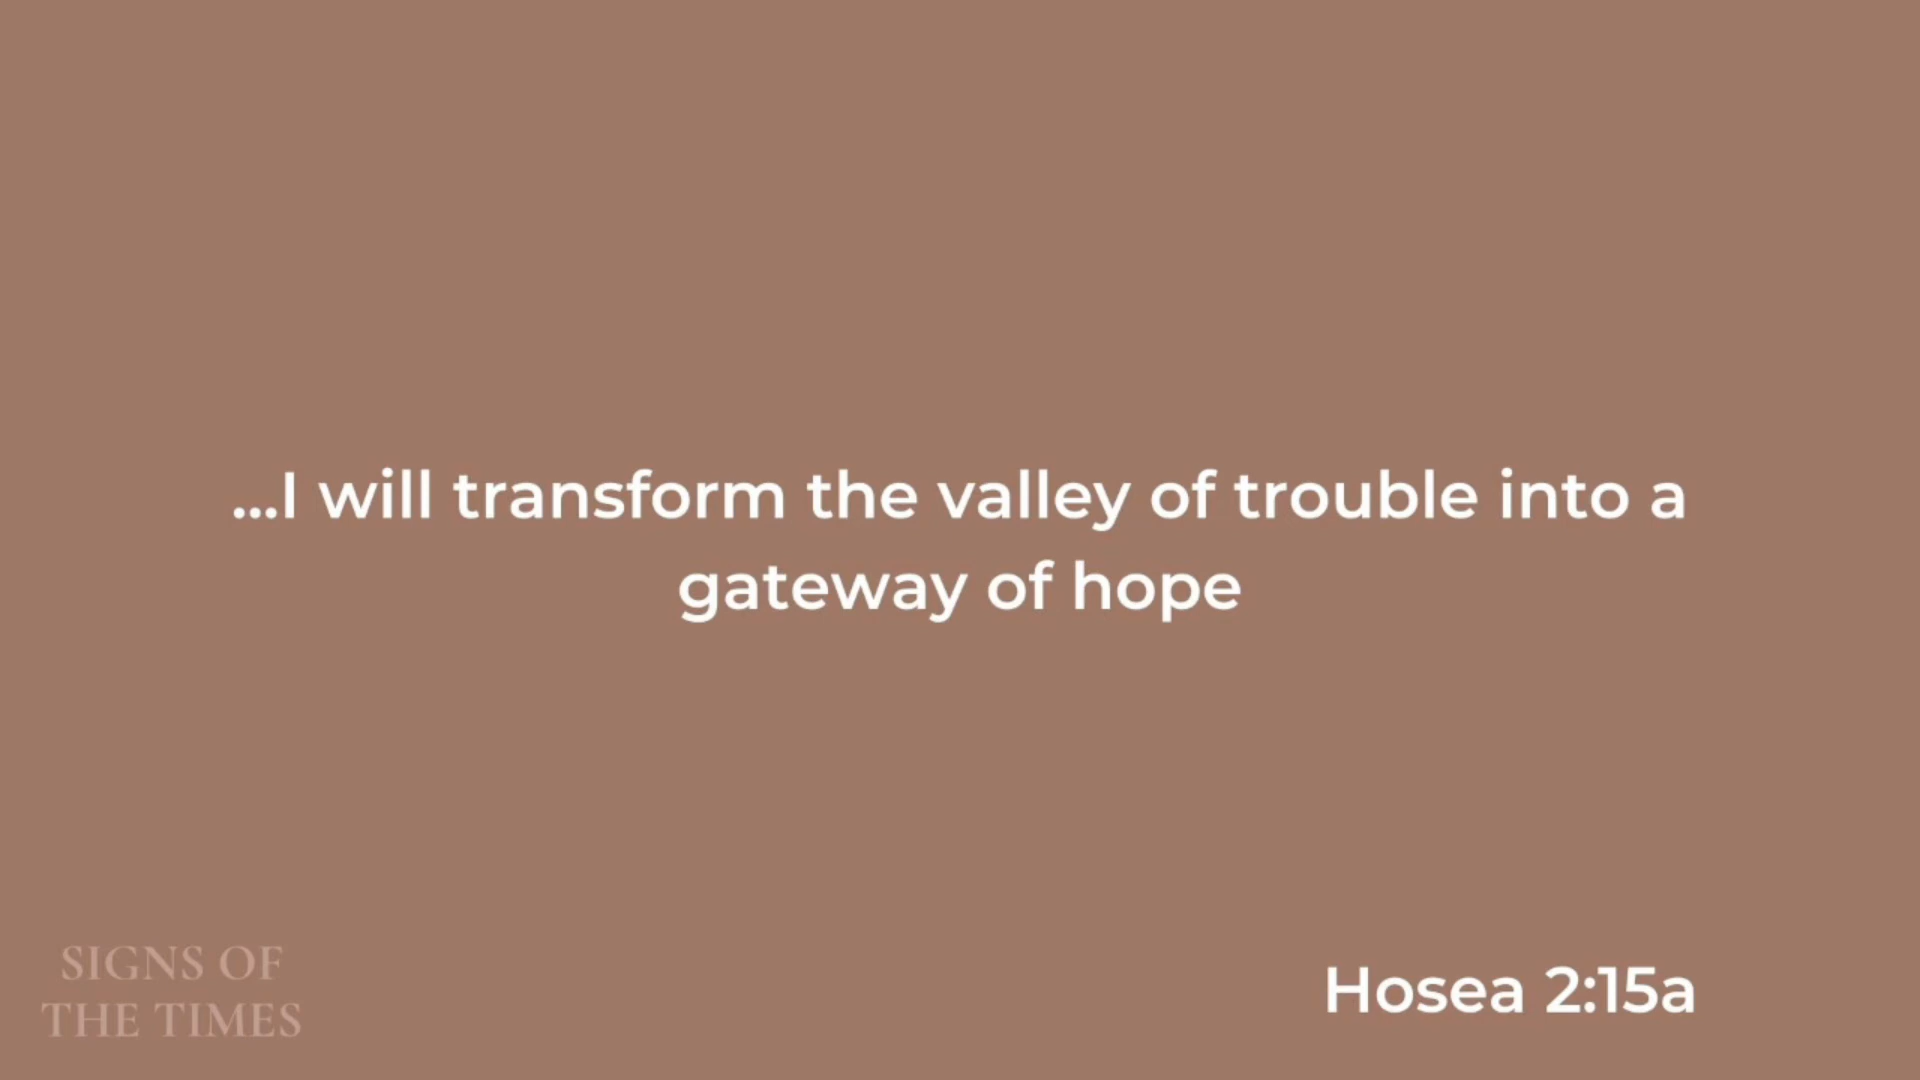 ...I will transform the valley of trouble into a
gateway of hope
SIGNS OF
THE TIMES
Hosea 2:15a